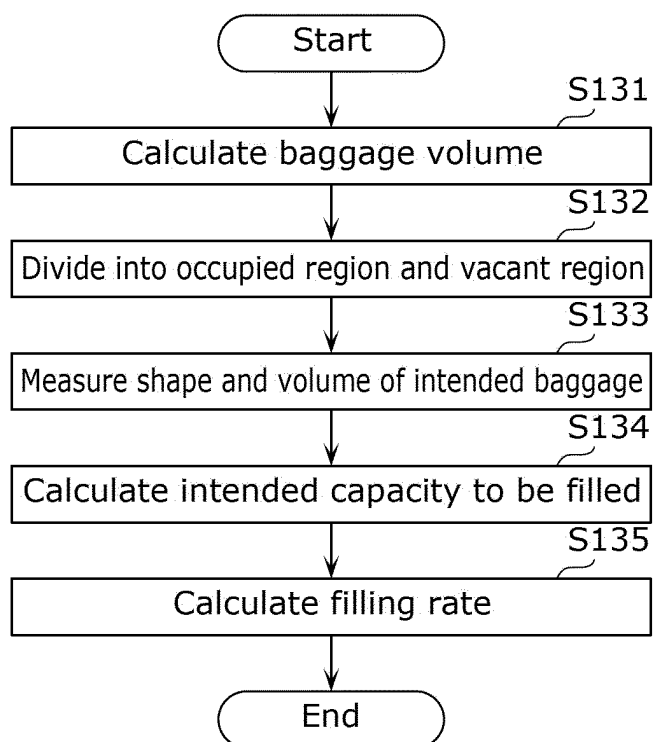 Start
S131
Calculate baggage volume
S132
Divide into occupied region and vacant region
S133
Measure shape and volume of intended baggage
S134
Calculate intended capacity to be filled
S135
Calculate filling rate
End